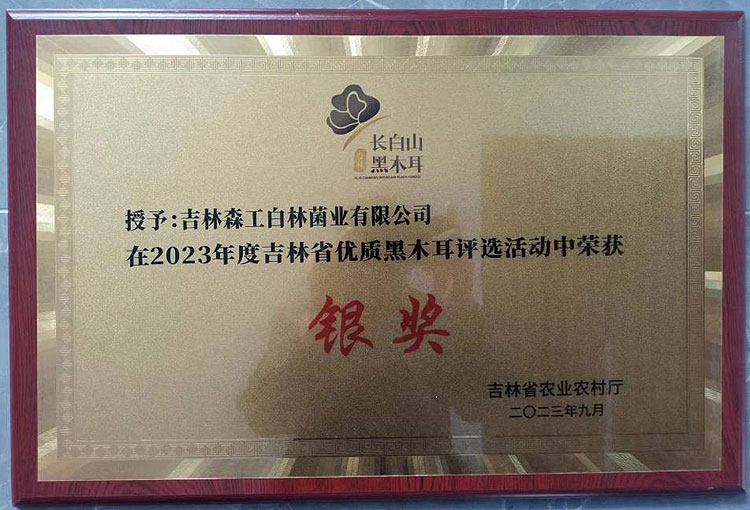 长白山
黑木耳
授予:吉林森工白林菌业有限公司
在2023年度吉林省优质黑木耳评选活动中荣获
银奖
吉林省农业农村厅
二〇二三年九月